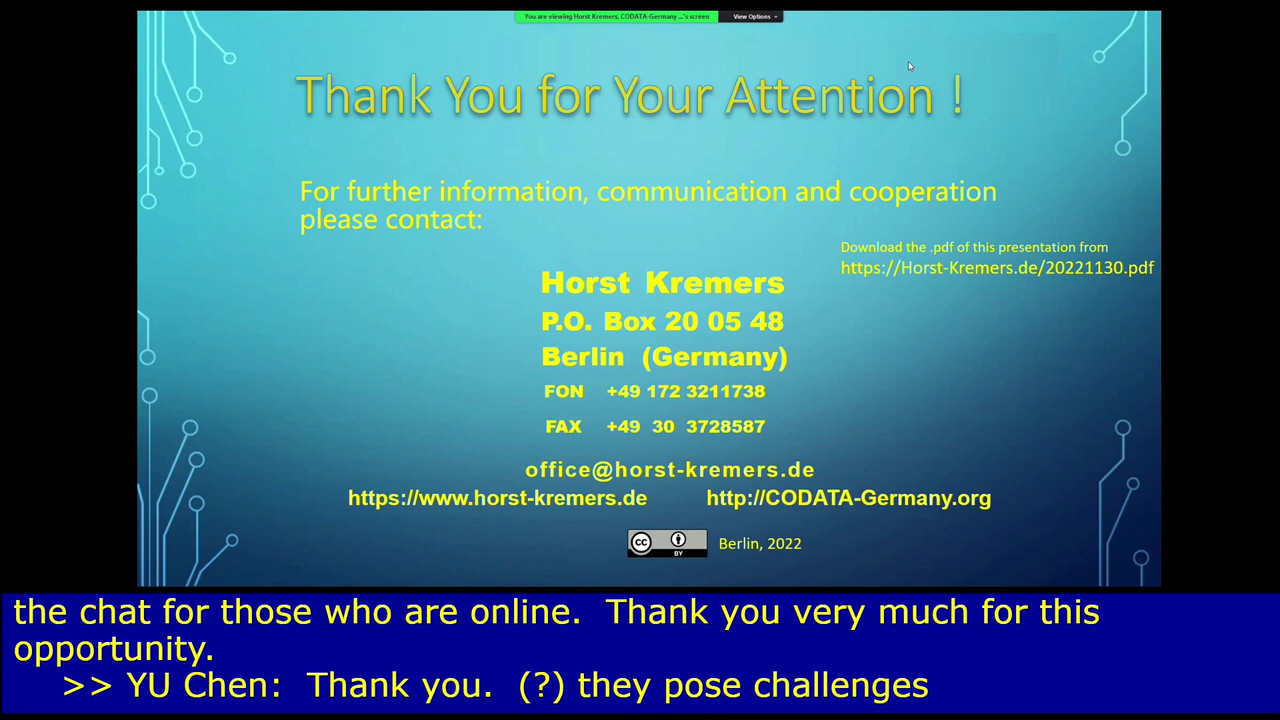 You are viewing Horst Kremers, CODATA-Germany ...'s screen View Options
Thank You for Your Attention !
For further information, communication and cooperation
please contact:
Download the .pdf of this presentation from
https://Horst-Kremers.de/20221130.pdf
Horst Kremers
P.O. Box 20 05 48
Berlin (Germany)
FON +49 172 3211738
FAX +49 30 3728587
office@horst-kremers.de
https://www.horst-kremers.de http://CODATA-Germany.org
cc BY Berlin, 2022
the chat for those who are online. Thank you very much for this
opportunity.
>> YU Chen: Thank you. (?) they pose challenges